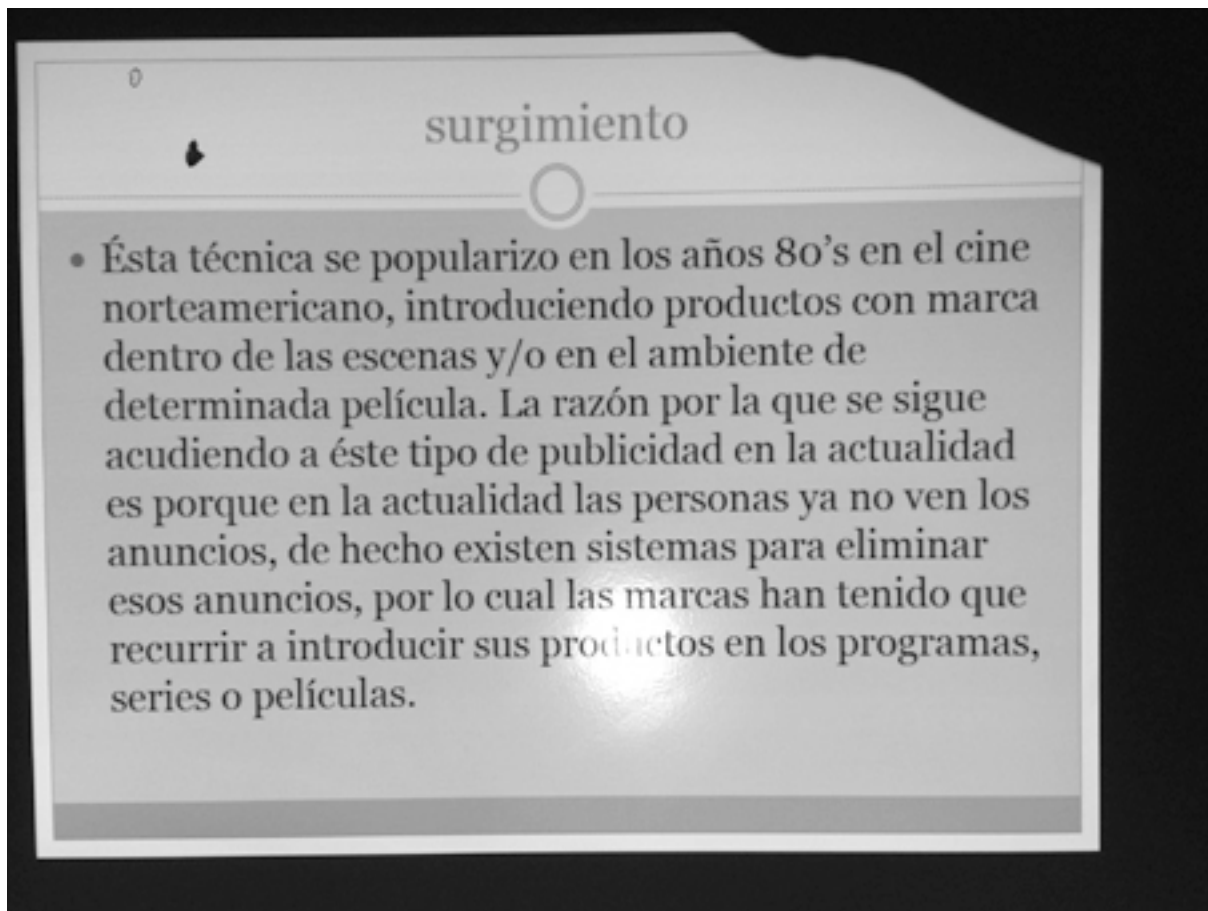 surgimiento
• Ésta técnica se popularizo en los años 80’s en el cine
norteamericano, introduciendo productos con marca
dentro de las escenas y/o en el ambiente de
determinada película. La razón por la que se sigue
acudiendo a éste tipo de publicidad en la actualidad
es porque en la actualidad las personas ya no ven los
anuncios, de hecho existen sistemas para eliminar
esos anuncios, por lo cual las marcas han tenido que
recurrir a introducir sus productos en los programas,
series o películas.